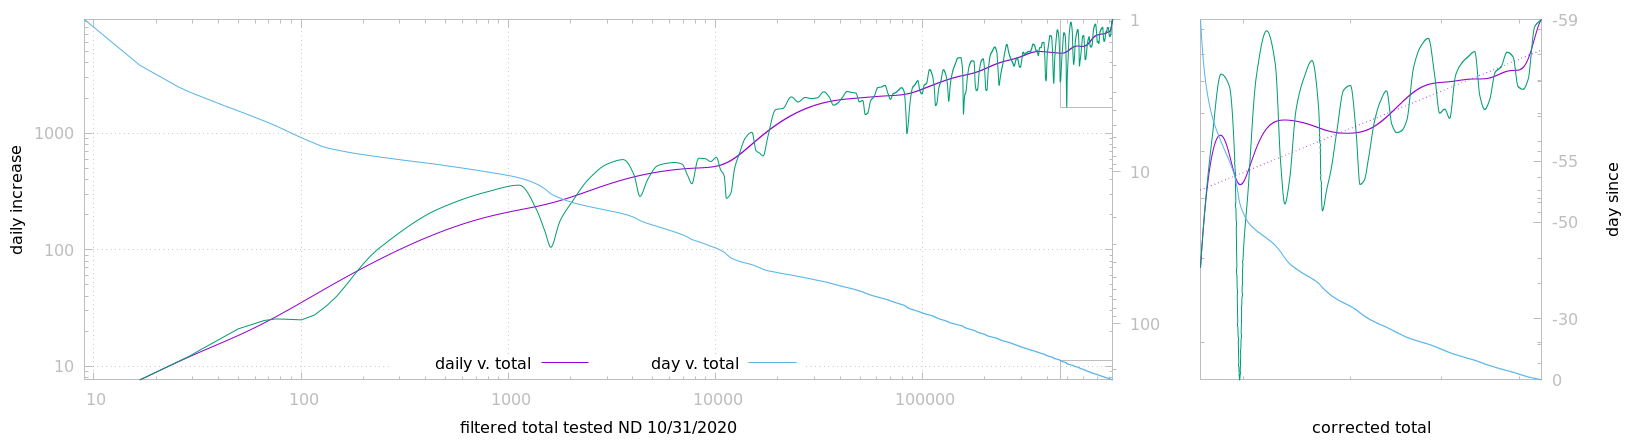 1 -59
1000
daily increase
10 -55
day since
-50
100
100 -30
daily v. total day v. total
10 0
10 100 1000 10000 100000
filtered total tested ND 10/31/2020 corrected total